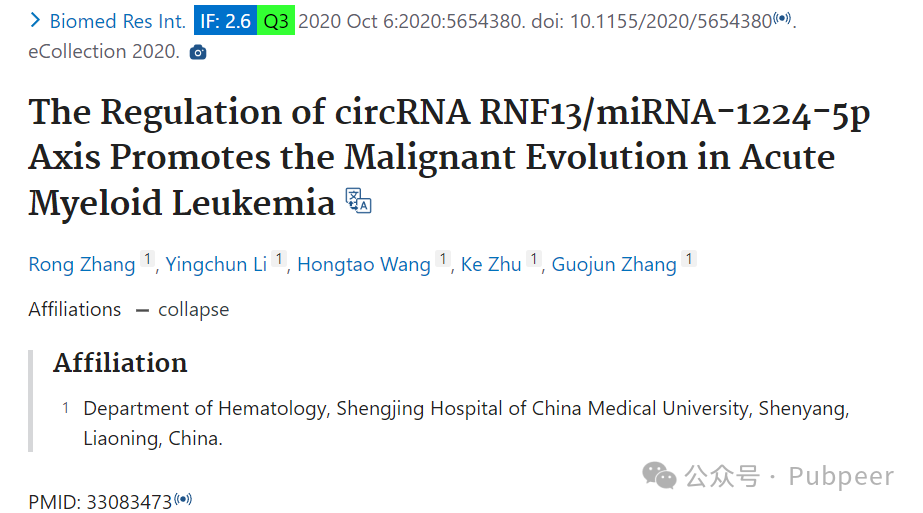 Biomed Res Int. IF: 2.6 Q3 2020 Oct 6:2020:5654380. doi: 10.1155/2020/5654380.
eCollection 2020.
The Regulation of circRNA RNF13/miRNA-1224-5p
Axis Promotes the Malignant Evolution in Acute
Myeloid Leukemia
Rong Zhang 1, Yingchun Li 1, Hongtao Wang 1, Ke Zhu 1, Guojun Zhang 1
Affiliations — collapse
Affiliation
1 Department of Hematology, Shengjing Hospital of China Medical University, Shenyang,
Liaoning, China.
公众号 · Pubpeer
PMID: 33083473